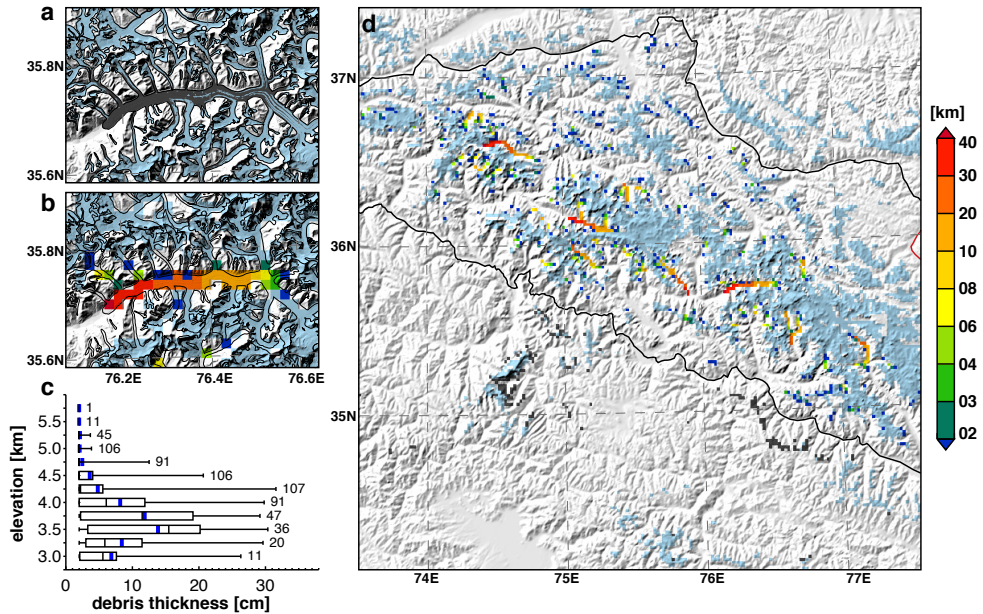 a
35.8N
35.6N
b
35.8N
35.6N
76.2E
76.4E
76.6E
c
elevation [km]
5.5
5.0
4.5
4.0
3.5
3.0
1
11
45
106
91
106
107
91
47
36
20
11
0
10
20
30
debris thickness [cm]
d
37N
36N
35N
74E
75E
76E
77E
[km]
40
30
20
10
08
06
04
03
02